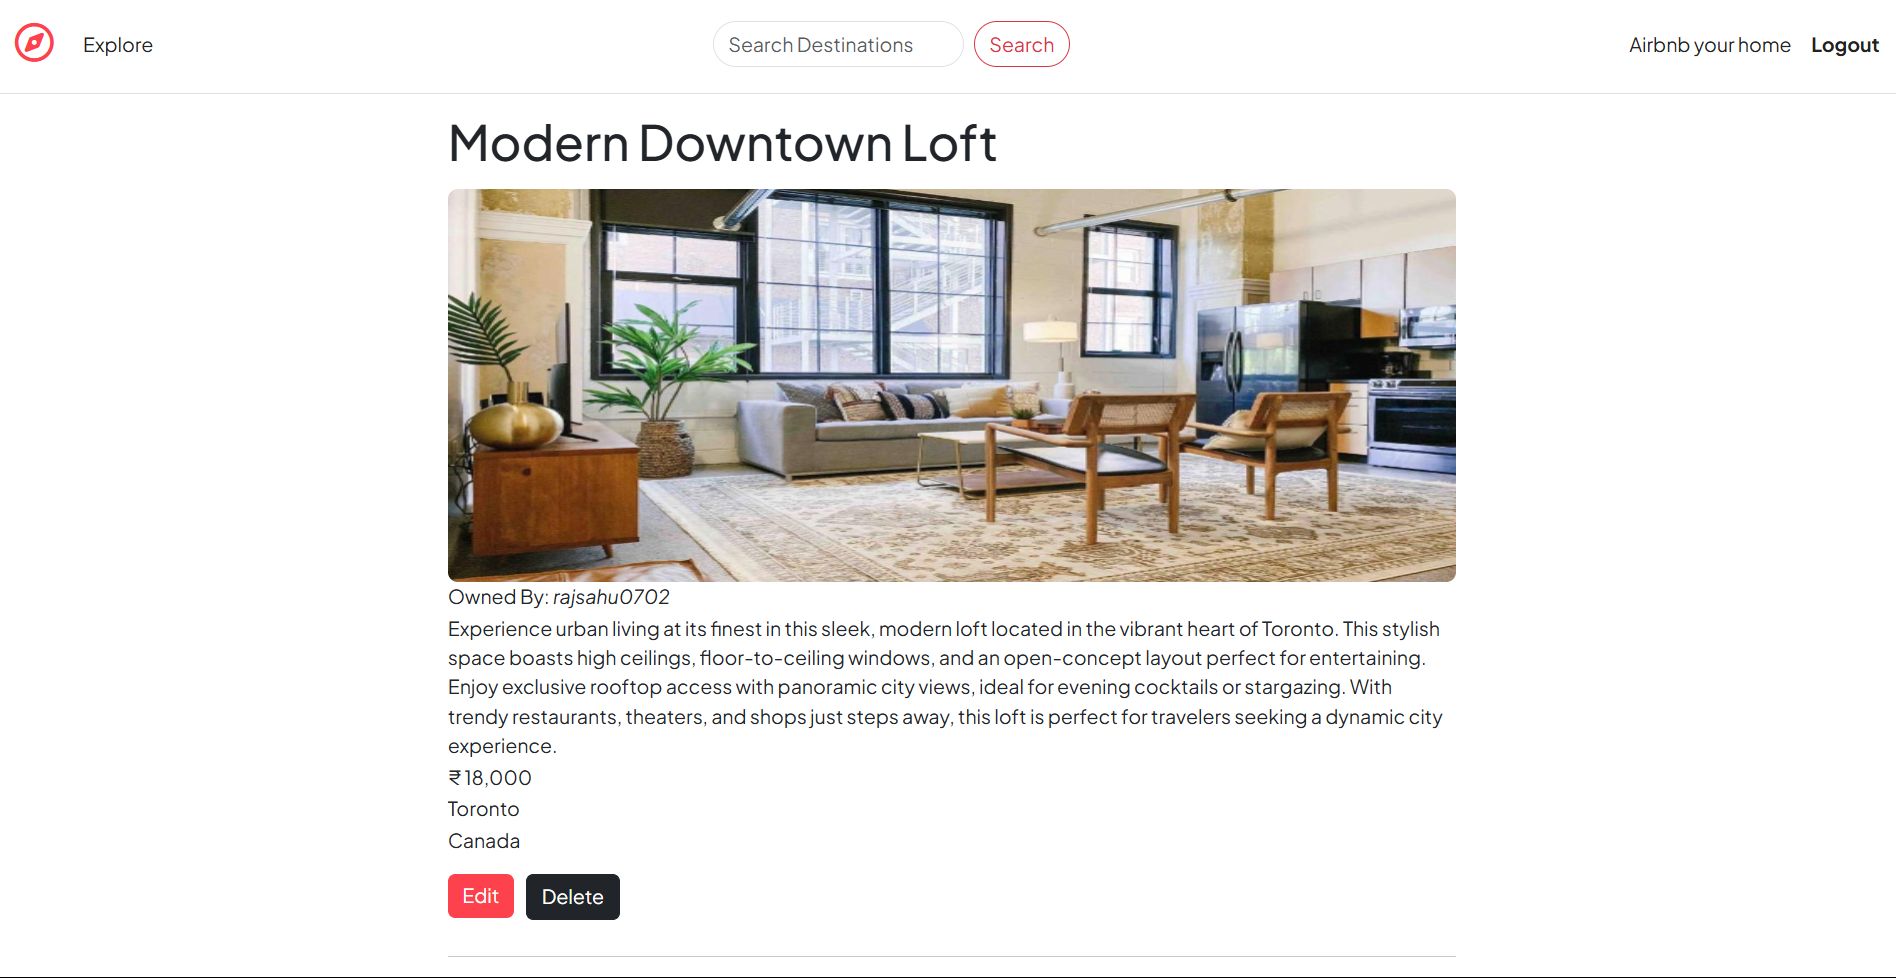 Explore
Search Destinations
Search
Airbnb your home
Logout
Modern Downtown Loft
Owned By: rajsahu0702
Experience urban living at its finest in this sleek, modern loft located in the vibrant heart of Toronto. This stylish
space boasts high ceilings, floor-to-ceiling windows, and an open-concept layout perfect for entertaining.
Enjoy exclusive rooftop access with panoramic city views, ideal for evening cocktails or stargazing. With
trendy restaurants, theaters, and shops just steps away, this loft is perfect for travelers seeking a dynamic city
experience.
₹ 18,000
Toronto
Canada
Edit
Delete